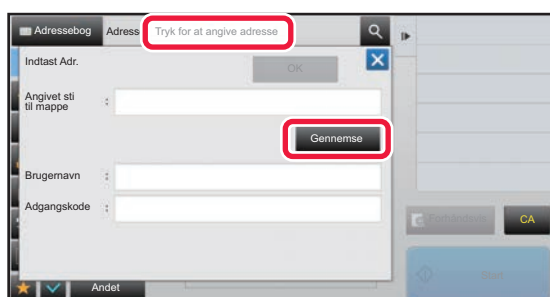 Adressebog Adress Tryk for at angive adresse
Indtast Adr. OK
Angivet sti
til mappe :
Gennemse
Brugernavn :
Adgangskode :
CA
Start
Andet